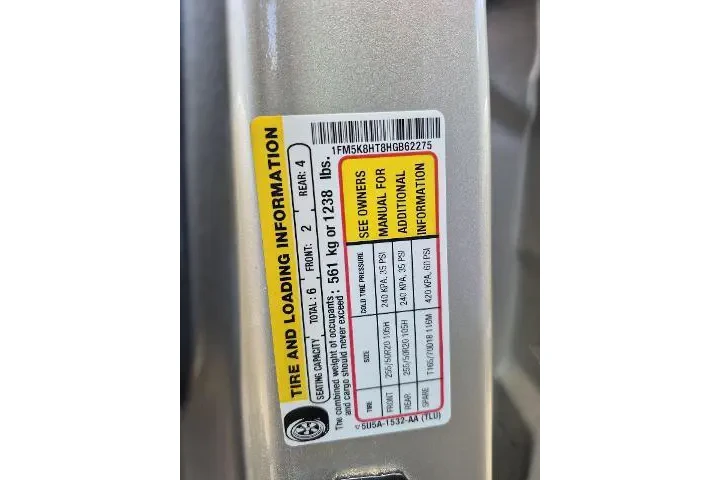 1FM5K8HT8HGB62275
TIRE AND LOADING INFORMATION
SEATING CAPACITY TOTAL: 6 FRONT: 2 REAR: 4
The combined weight of occupants
and cargo should never exceed: 561 kg or 1238 lbs.
TIRE SIZE COLD TIRE PRESSURE SEE OWNERS
FRONT 255/50R20 105H 240 KPA, 35 PSI MANUAL FOR
REAR 255/50R20 105H 240 KPA, 35 PSI ADDITIONAL
SPARE T165/70D18 116M 420 KPA, 60 PSI INFORMATION
5U5A-1532-AA (TLU)